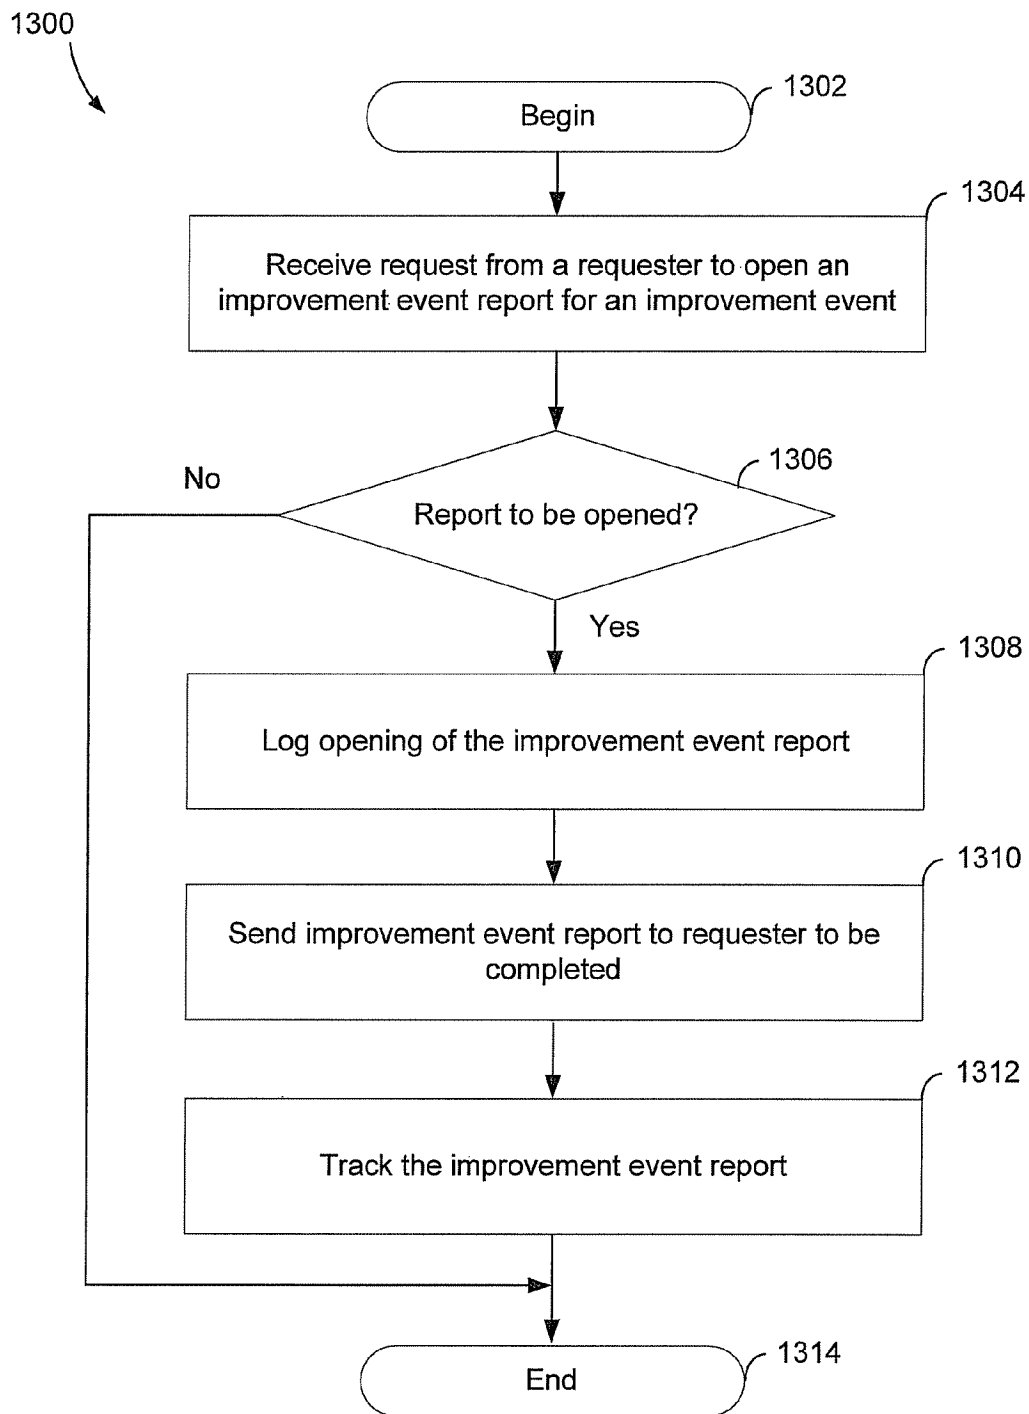 1300
1302
Begin
1304
Receive request from a requester to open an
improvement event report for an improvement event
1306
No
Report to be opened?
Yes
1308
Log opening of the improvement event report
1310
Send improvement event report to requester to be
completed
1312
Track the improvement event report
1314
End